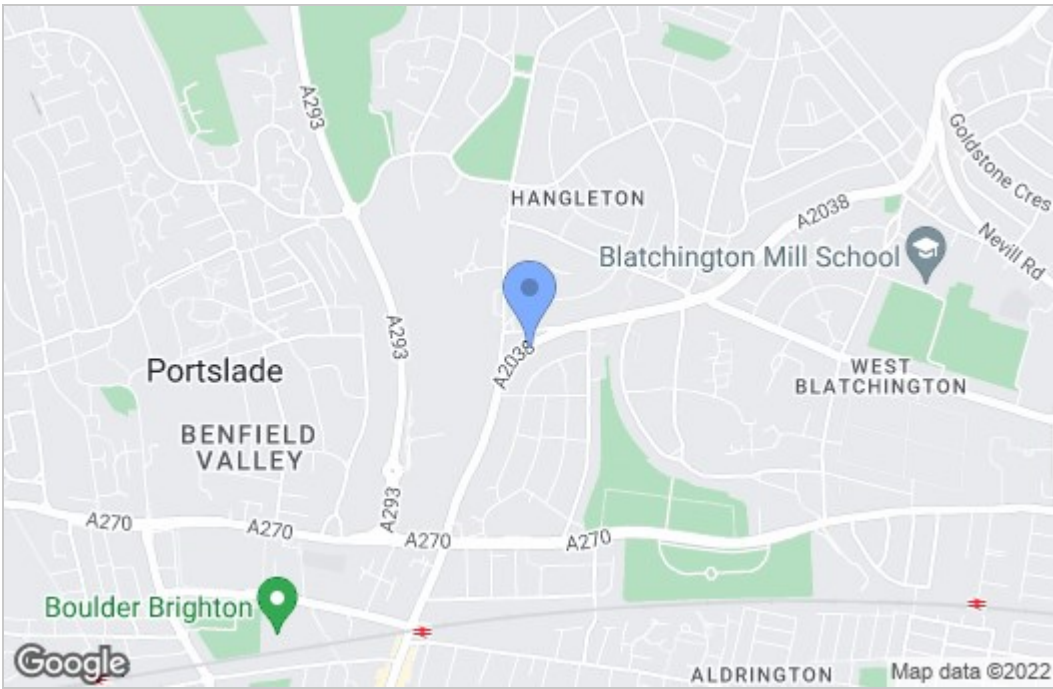 A293
HANGLETON
A2038
Goldstone Cres
Nevill Rd
Blatchington Mill School
A293
A2038
Portslade
WEST
BLATCHINGTON
BENFIELD
VALLEY
A293
A270
A270
A270
A270
Boulder Brighton
Google
ALDRINGTON
Map data ©2022